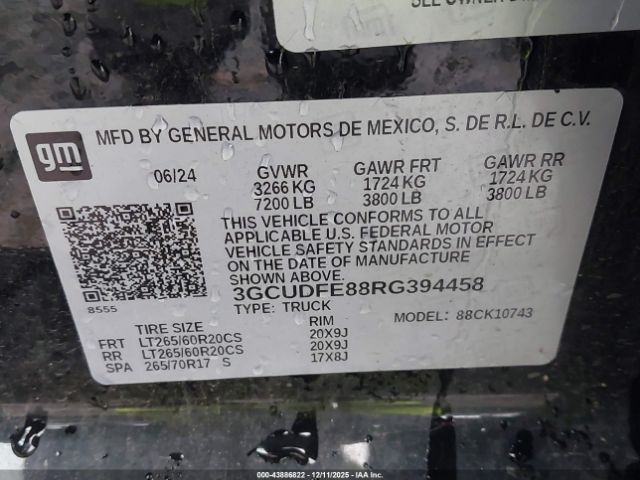 SEE OWNER
gm
MFD BY GENERAL MOTORS DE MEXICO, S. DE R.L. DE C.V.
06/24 GVWR GAWR FRT GAWR RR
3266 KG 1724 KG 1724 KG
7200 LB 3800 LB 3800 LB
THIS VEHICLE CONFORMS TO ALL
APPLICABLE U.S. FEDERAL MOTOR
VEHICLE SAFETY STANDARDS IN EFFECT
ON THE DATE OF MANUFACTURE
SHOWN ABOVE.
8555
3GCUDFE88RG394458
TYPE: TRUCK MODEL: 88CK10743
TIRE SIZE RIM
FRT LT265/60R20CS 20X9J
RR LT265/60R20CS 20X9J
SPA 265/70R17 S 17X8J
000-43886822 - 12/11/2025 - IAAHQCOPART